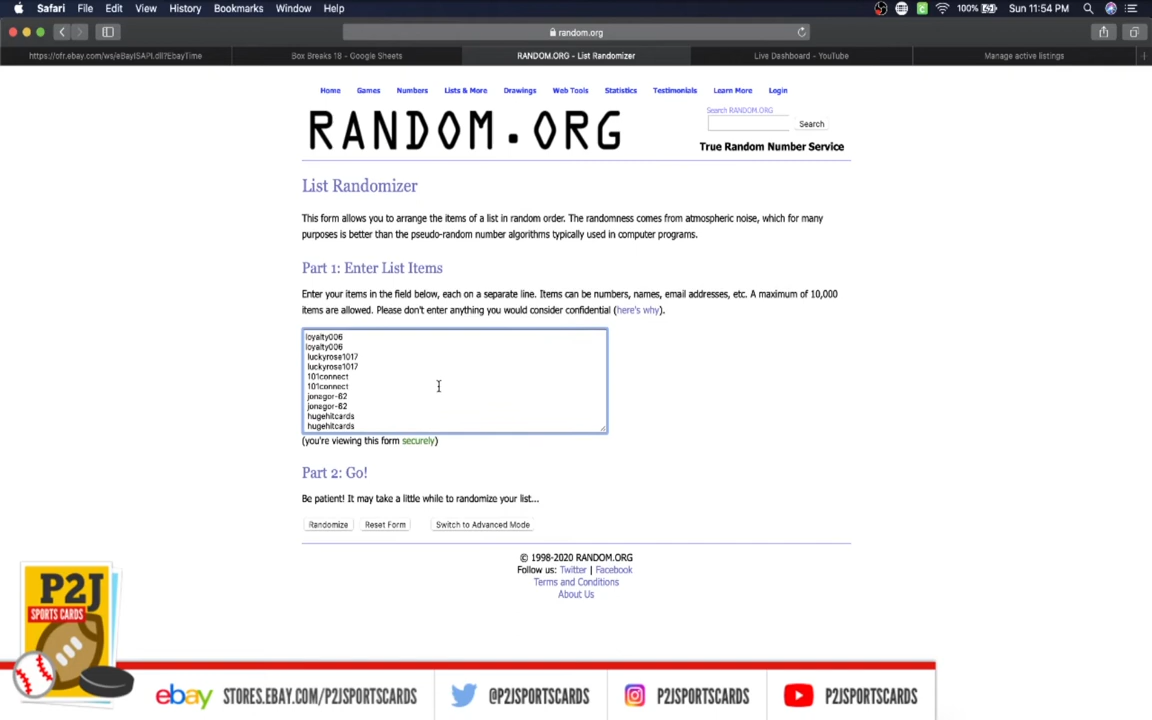 Safari File Edit View History Bookmarks Window Help 100% Sun 11:54 PM
random.org
https://ofr.ebay.com/ws/eBayISAPI.dll?EbayTime Box Breaks 18 - Google Sheets RANDOM.ORG - List Randomizer Live Dashboard - YouTube Manage active listings
Home Games Numbers Lists & More Drawings Web Tools Statistics Testimonials Learn More Login
RANDOM.ORG
Search RANDOM.ORG
Search
True Random Number Service
List Randomizer
This form allows you to arrange the items of a list in random order. The randomness comes from atmospheric noise, which for many
purposes is better than the pseudo-random number algorithms typically used in computer programs.
Part 1: Enter List Items
Enter your items in the field below, each on a separate line. Items can be numbers, names, email addresses, etc. A maximum of 10,000
items are allowed. Please don't enter anything you would consider confidential (here's why).
loyalty006
loyalty006
luckyrose1017
luckyrose1017
101connect
101connect
jonagor-62
jonagor-62
hugehitcards
hugehitcards
(you're viewing this form securely)
Part 2: Go!
Be patient! It may take a little while to randomize your list...
Randomize Reset Form Switch to Advanced Mode
© 1998-2020 RANDOM.ORG
Follow us: Twitter | Facebook
Terms and Conditions
About Us
P2J
SPORTS CARDS
ebay STORES.EBAY.COM/P2JSPORTSCARDS @P2JSPORTSCARDS P2JSPORTSCARDS P2JSPORTSCARDS